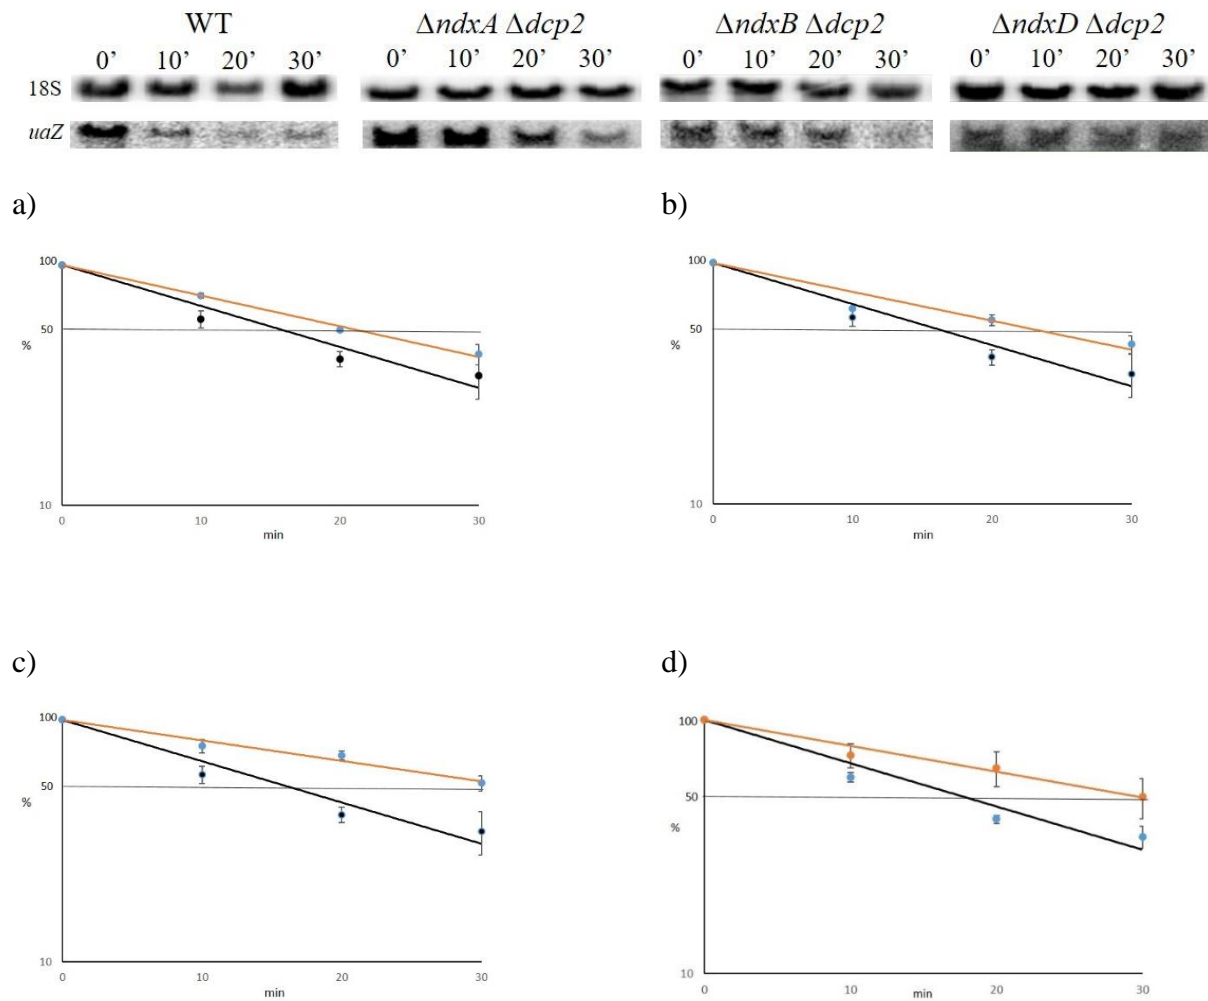 WT ΔndxA Δdcp2 ΔndxB Δdcp2 ΔndxD Δdcp2
0’ 10’ 20’ 30’ 0’ 10’ 20’ 30’ 0’ 10’ 20’ 30’ 0’ 10’ 20’ 30’
18S
uaZ
a) b)
100 100
50 50
% %
10 10
0 10 20 30 0 10 20 30
min min
c) d)
100 100
50 50
% %
10 10
0 10 20 30 10 20 30
min min